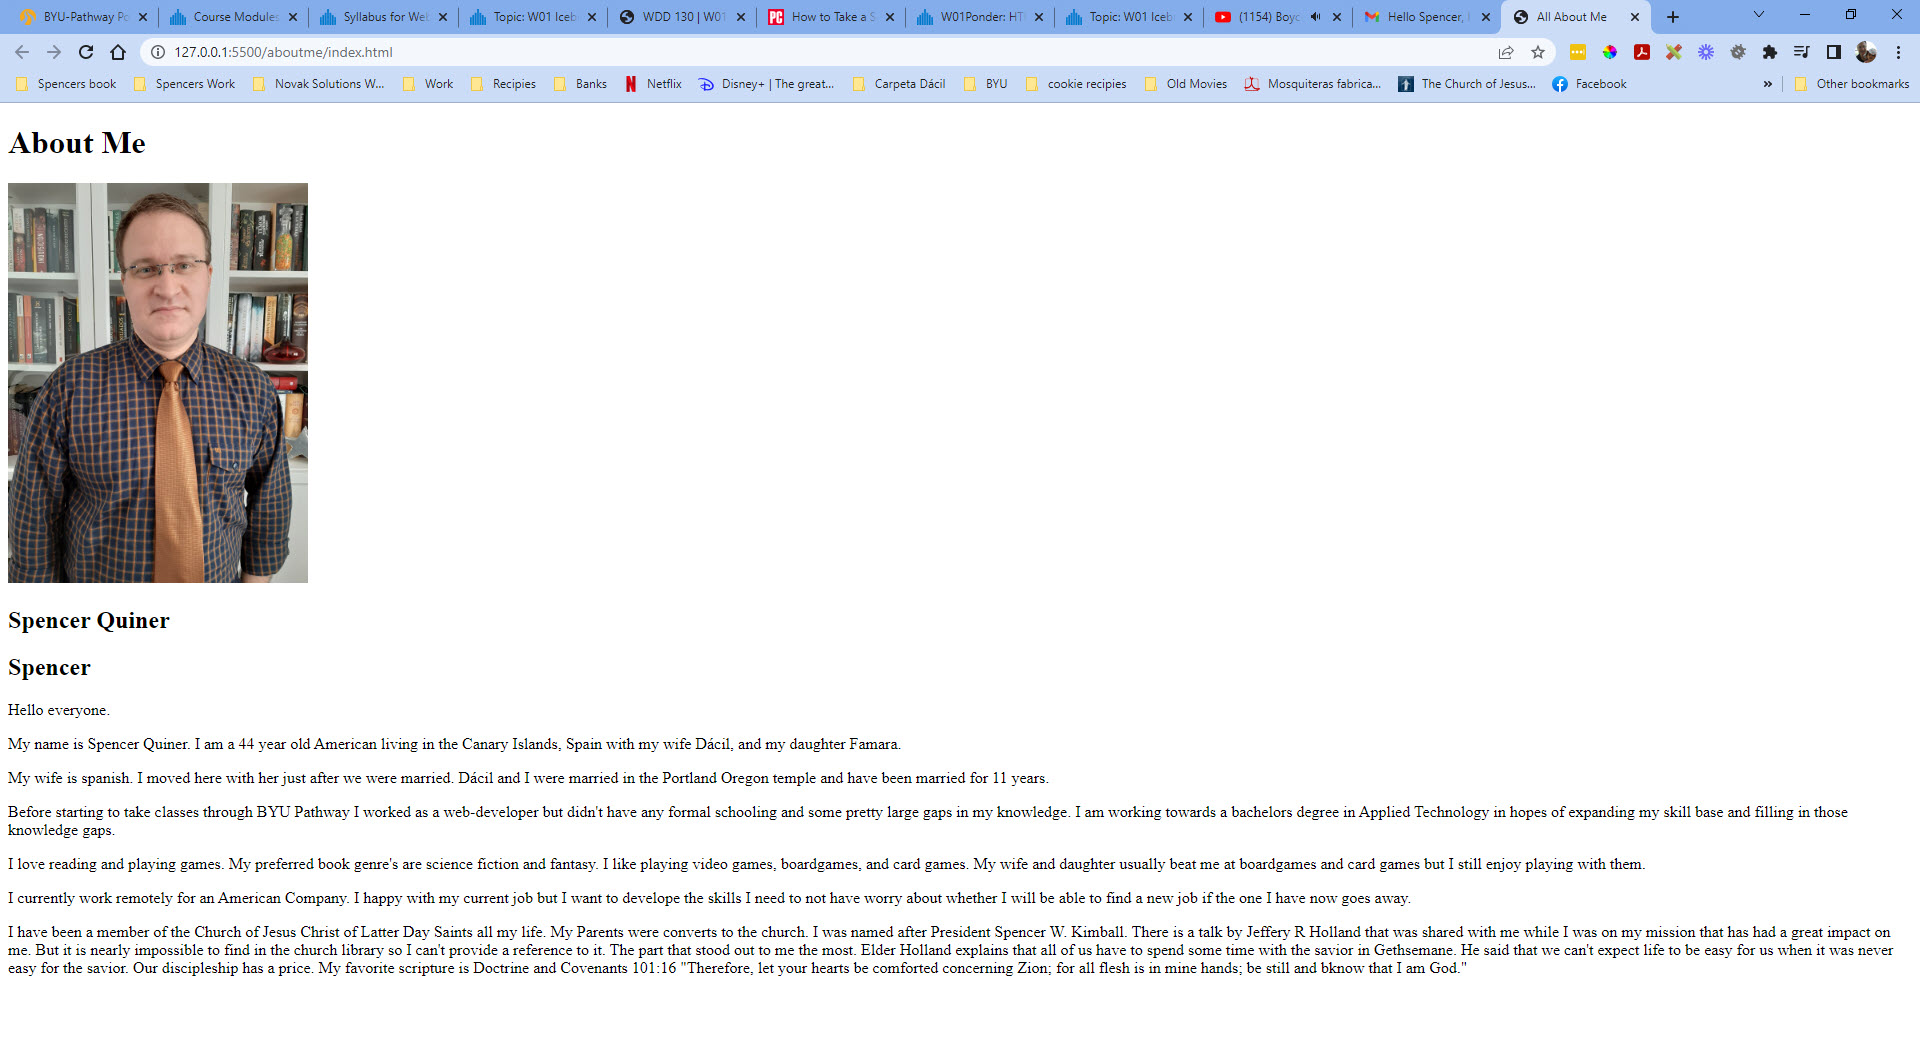 BYU-Pathway Po
Course Modules
Syllabus for Web
Topic: W01 Iceb
WDD 130 | W01
How to Take a S
W01Ponder: HT
Topic: W01 Iceb
(1154) Boyc
Hello Spencer,
All About Me
127.0.0.1:5500/aboutme/index.html
Spencers book
Spencers Work
Novak Solutions W...
Work
Recipies
Banks
Netflix
Disney+ | The great...
Carpeta Dácil
BYU
cookie recipies
Old Movies
Mosquiteras fabrica...
The Church of Jesus...
Facebook
»
Other bookmarks
About Me
Spencer Quiner
Spencer
Hello everyone.
My name is Spencer Quiner. I am a 44 year old American living in the Canary Islands, Spain with my wife Dácil, and my daughter Famara.
My wife is spanish. I moved here with her just after we were married. Dácil and I were married in the Portland Oregon temple and have been married for 11 years.
Before starting to take classes through BYU Pathway I worked as a web-developer but didn't have any formal schooling and some pretty large gaps in my knowledge. I am working towards a bachelors degree in Applied Technology in hopes of expanding my skill base and filling in those
knowledge gaps.
I love reading and playing games. My preferred book genre's are science fiction and fantasy. I like playing video games, boardgames, and card games. My wife and daughter usually beat me at boardgames and card games but I still enjoy playing with them.
I currently work remotely for an American Company. I happy with my current job but I want to develope the skills I need to not have worry about whether I will be able to find a new job if the one I have now goes away.
I have been a member of the Church of Jesus Christ of Latter Day Saints all my life. My Parents were converts to the church. I was named after President Spencer W. Kimball. There is a talk by Jeffery R Holland that was shared with me while I was on my mission that has had a great impact on
me. But it is nearly impossible to find in the church library so I can't provide a reference to it. The part that stood out to me the most. Elder Holland explains that all of us have to spend some time with the savior in Gethsemane. He said that we can't expect life to be easy for us when it was never
easy for the savior. Our discipleship has a price. My favorite scripture is Doctrine and Covenants 101:16 "Therefore, let your hearts be comforted concerning Zion; for all flesh is in mine hands; be still and bknow that I am God."